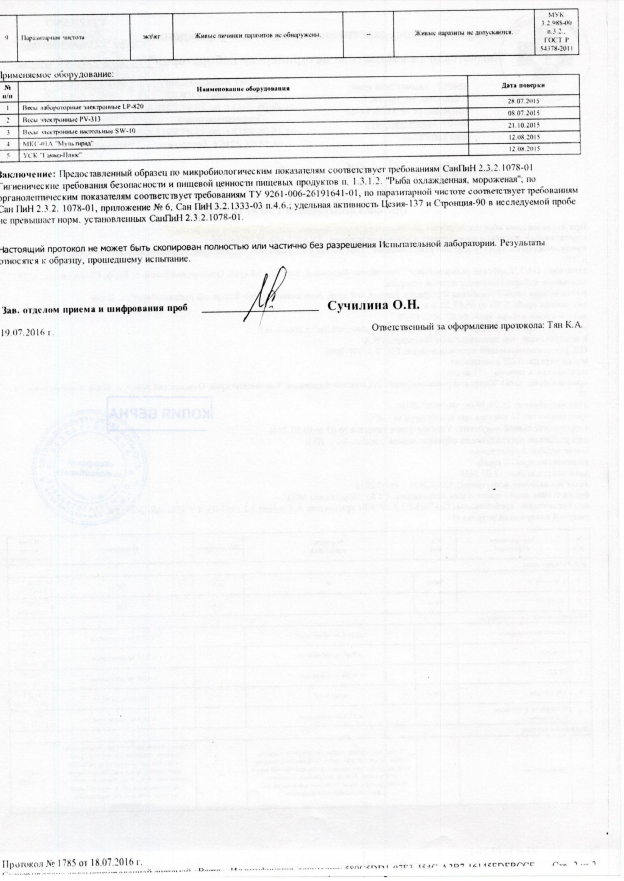 МУК
3.2.988-00
п.3.2.,
ГОСТ Р
54378-2011
9 Паразитарная чистота экз/кг Живые личинки паразитов не обнаружены. -- Живые паразиты не допускаются.
Применяемое оборудование:
№ п/п Наименование оборудования Дата поверки
1 Весы лабораторные электронные LP-820 28.07.2015
2 Весы электронные PV-313 08.07.2015
3 Весы электронные настольные SW-10 21.10.2015
4 МКС-01А "Мультирад" 12.08.2015
5 УСК "Гамма-Плюс" 12.08.2015
Заключение: Предоставленный образец по микробиологическим показателям соответствует требованиям СанПиН 2.3.2.1078-01
"Гигиенические требования безопасности и пищевой ценности пищевых продуктов п. 1.3.1.2. "Рыба охлажденная, мороженая"; по
органолептическим показателям соответствует требованиям ТУ 9261-006-26191641-01, по паразитарной чистоте соответствует требованиям
Сан ПиН 2.3.2. 1078-01, приложение № 6, Сан ПиН 3.2.1333-03 п.4.6.; удельная активность Цезия-137 и Стронция-90 в исследуемой пробе
не превышает норм. установленных СанПиН 2.3.2.1078-01.
Настоящий протокол не может быть скопирован полностью или частично без разрешения Испытательной лаборатории. Результаты
относятся к образцу, прошедшему испытание.
Зав. отделом приема и шифрования проб Сучилина О.Н.
19.07.2016 г. Ответственный за оформление протокола: Тян К.А.
КОПИЯ ВЕРНА
Протокол № 1785 от 18.07.2016 г.